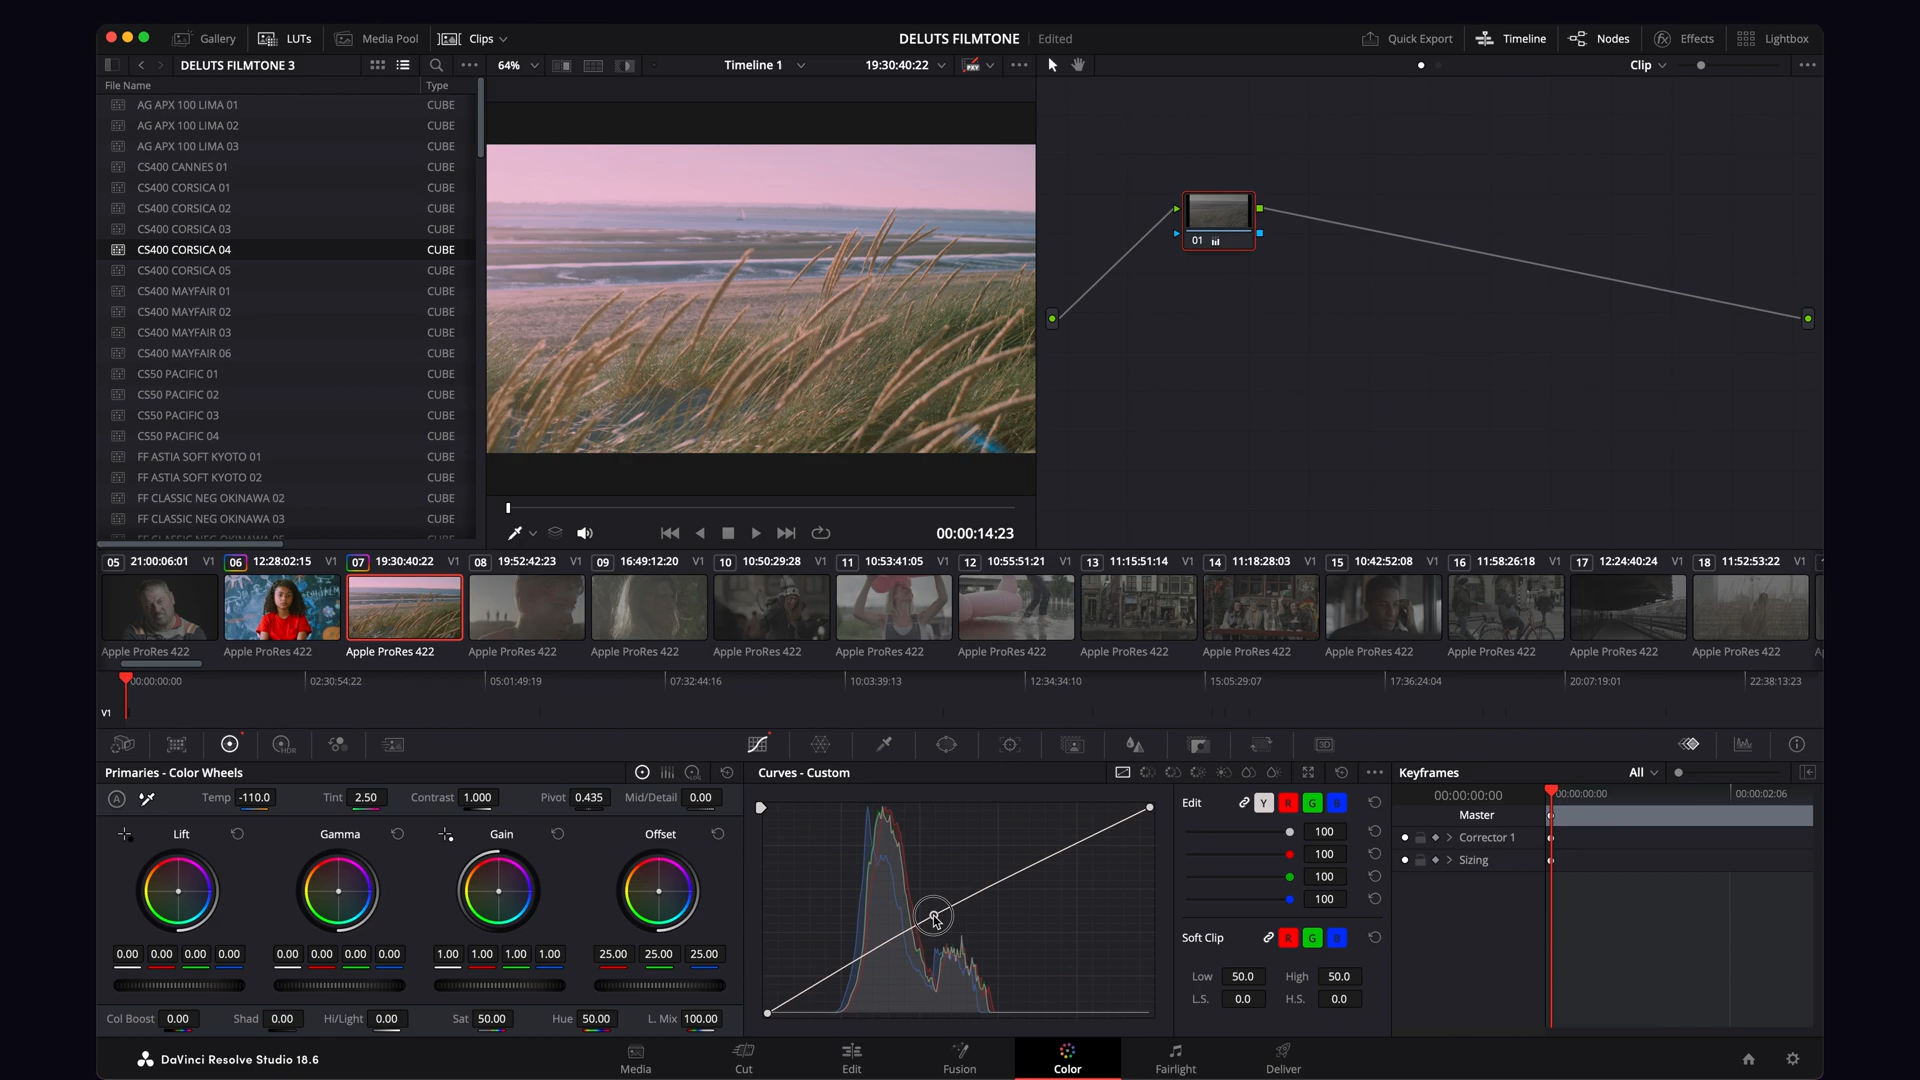 Gallery LUTs Media Pool Clips DELUTS FILMTONE Edited Quick Export Timeline Nodes Effects Lightbox
DELUTS FILMTONE 3 64% Timeline 1 19:30:40:22 PXY Clip
File Name Type
AG APX 100 LIMA 01 CUBE
AG APX 100 LIMA 02 CUBE
AG APX 100 LIMA 03 CUBE
CS400 CANNES 01 CUBE
CS400 CORSICA 01 CUBE
CS400 CORSICA 02 CUBE
CS400 CORSICA 03 CUBE
CS400 CORSICA 04 CUBE
CS400 CORSICA 05 CUBE
CS400 MAYFAIR 01 CUBE
CS400 MAYFAIR 02 CUBE
CS400 MAYFAIR 03 CUBE
CS400 MAYFAIR 06 CUBE
CS50 PACIFIC 01 CUBE
CS50 PACIFIC 02 CUBE
CS50 PACIFIC 03 CUBE
CS50 PACIFIC 04 CUBE
FF ASTIA SOFT KYOTO 01 CUBE
FF ASTIA SOFT KYOTO 02 CUBE
FF CLASSIC NEG OKINAWA 02 CUBE
FF CLASSIC NEG OKINAWA 03 CUBE
01
00:00:14:23
05 21:00:06:01 V1 06 12:28:02:15 V1 07 19:30:40:22 V1 08 19:52:42:23 V1 09 16:49:12:20 V1 10 10:50:29:28 V1 11 10:53:41:05 V1 12 10:55:51:21 V1 13 11:15:51:14 V1 14 11:18:28:03 V1 15 10:42:52:08 V1 16 11:58:26:18 V1 17 12:24:40:24 V1 18 11:52:53:22 V1
Apple ProRes 422 Apple ProRes 422 Apple ProRes 422 Apple ProRes 422 Apple ProRes 422 Apple ProRes 422 Apple ProRes 422 Apple ProRes 422 Apple ProRes 422 Apple ProRes 422 Apple ProRes 422 Apple ProRes 422 Apple ProRes 422 Apple ProRes 422
00:00:00:00 02:30:54:22 05:01:49:19 07:32:44:16 10:03:39:13 12:34:34:10 15:05:29:07 17:36:24:04 20:07:19:01 22:38:13:23
V1
HDR 3D
Primaries - Color Wheels LOG Curves - Custom Keyframes All
A Temp -110.0 Tint 2.50 Contrast 1.000 Pivot 0.435 Mid/Detail 0.00
Edit Y R G B
00:00:00:00 00:00:00:00 00:00:02:06
Master
Lift Gamma Gain Offset
100
100
100
100
Corrector 1
Sizing
Soft Clip R G B
0.00 0.00 0.00 0.00 0.00 0.00 0.00 0.00 1.00 1.00 1.00 1.00 25.00 25.00 25.00
Low 50.0 High 50.0
L.S. 0.0 H.S. 0.0
Col Boost 0.00 Shad 0.00 Hi/Light 0.00 Sat 50.00 Hue 50.00 L. Mix 100.00
DaVinci Resolve Studio 18.6
Media Cut Edit Fusion Color Fairlight Deliver